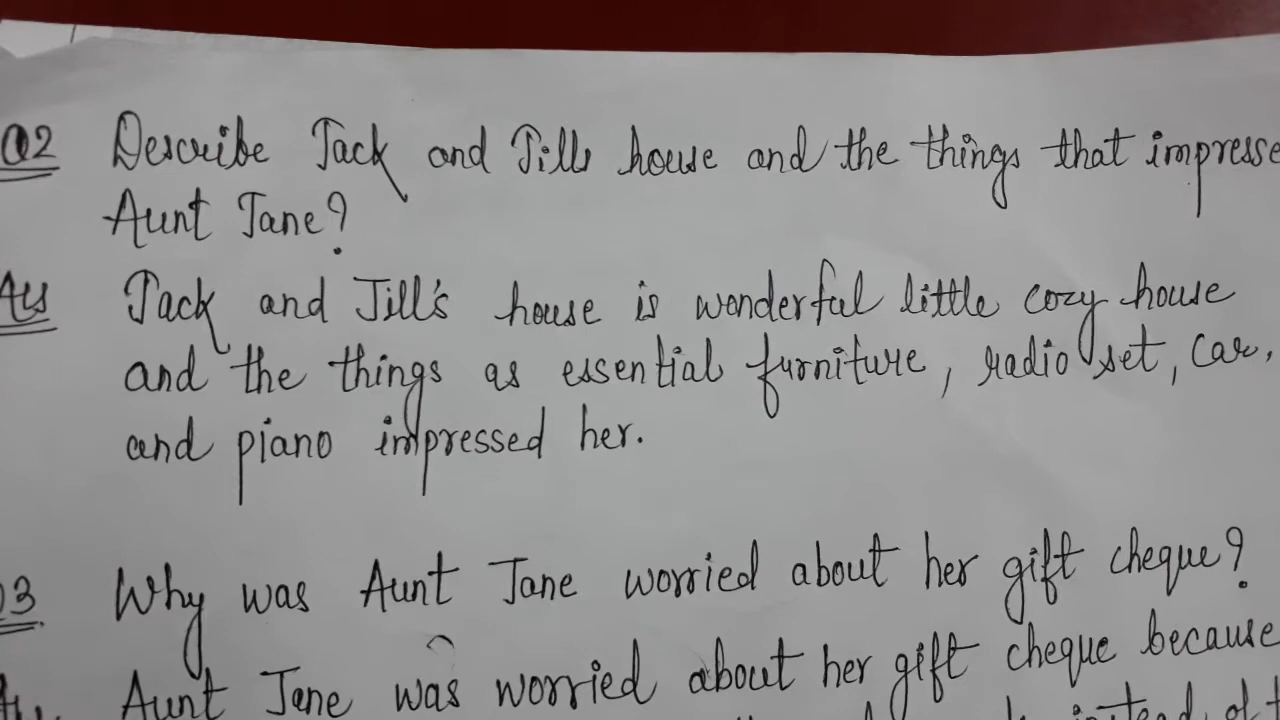 Q2 Describe Jack and Jills house and the things that impresse
Aunt Jane?
Ans Jack and Jill's house is wonderful little cozy house
and the things as essential furniture, radio set, car,
and piano impressed her.
Q3. Why was Aunt Jane worried about her gift cheque?
Aunt Jane was worried about her gift cheque because
instead of